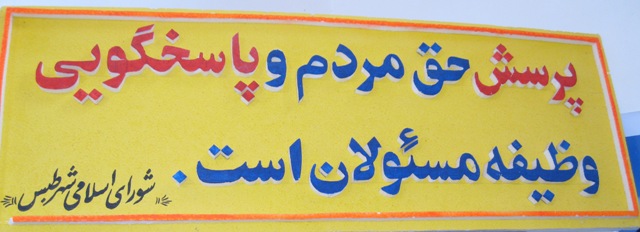 پرسش حق مردم و پاسخگویی
وظیفه مسئولان است.
«شورای اسلامی شهر طبس»